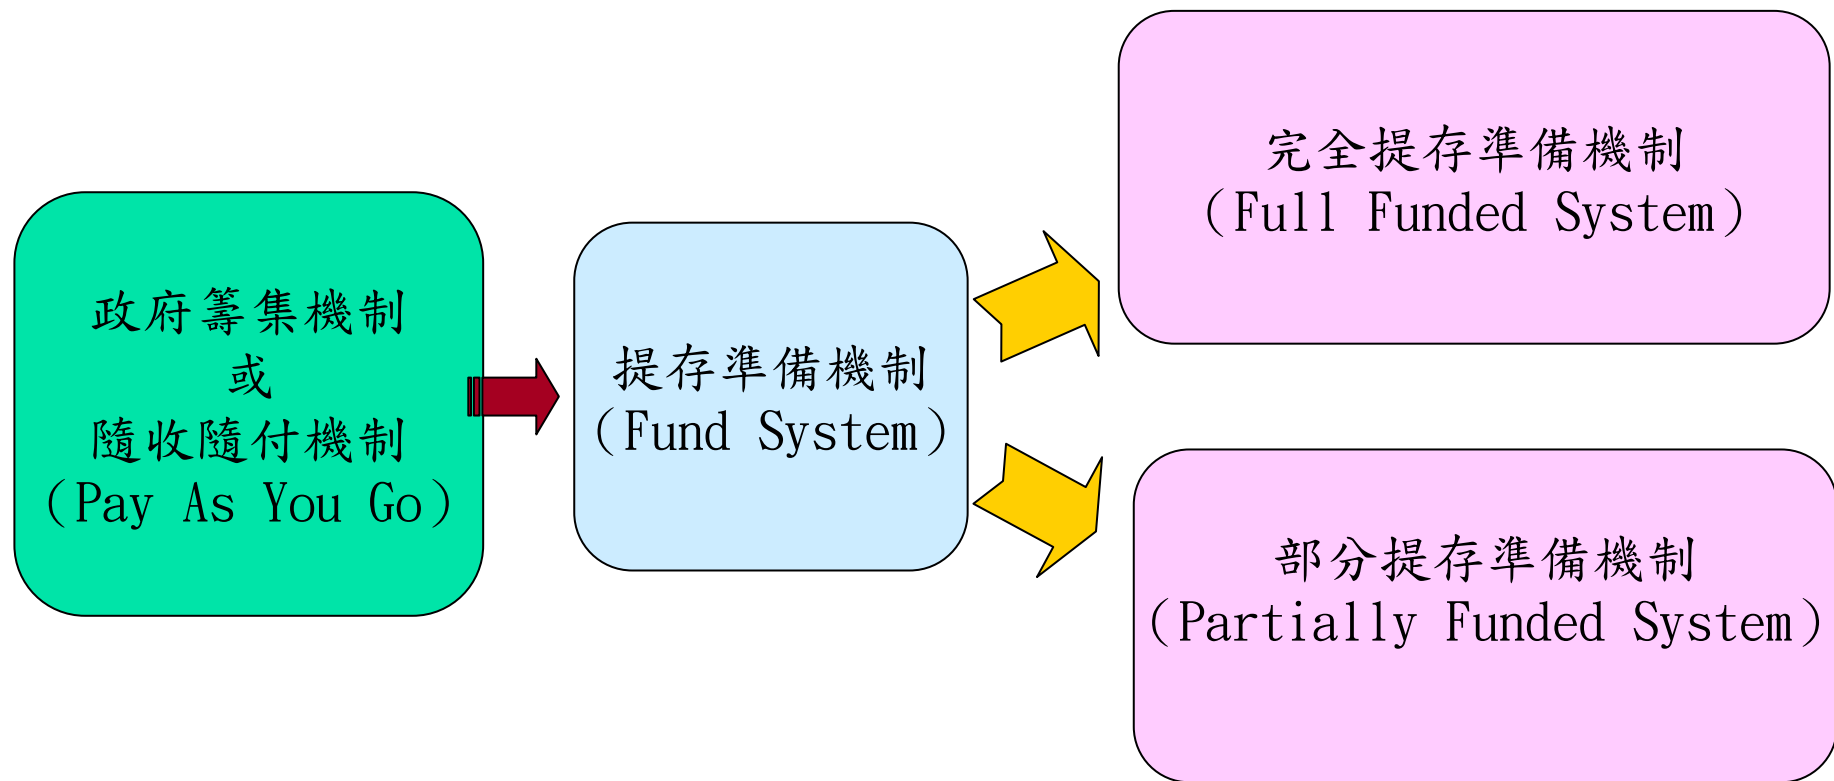 政府籌集機制
或
隨收隨付機制
（Pay As You Go）
提存準備機制
（Fund System）
完全提存準備機制
（Full Funded System）
部分提存準備機制
（Partially Funded System）